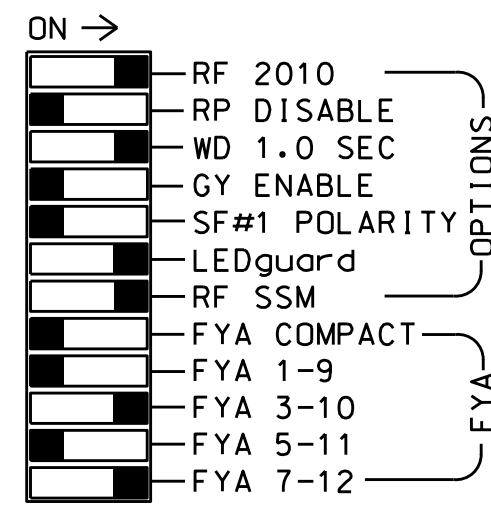 ON →
RF 2010
RP DISABLE
WD 1.0 SEC
GY ENABLE
SF#1 POLARITY
LEDguard
RF SSM
OPTIONS
FYA COMPACT
FYA 1-9
FYA 3-10
FYA 5-11
FYA 7-12
FYA